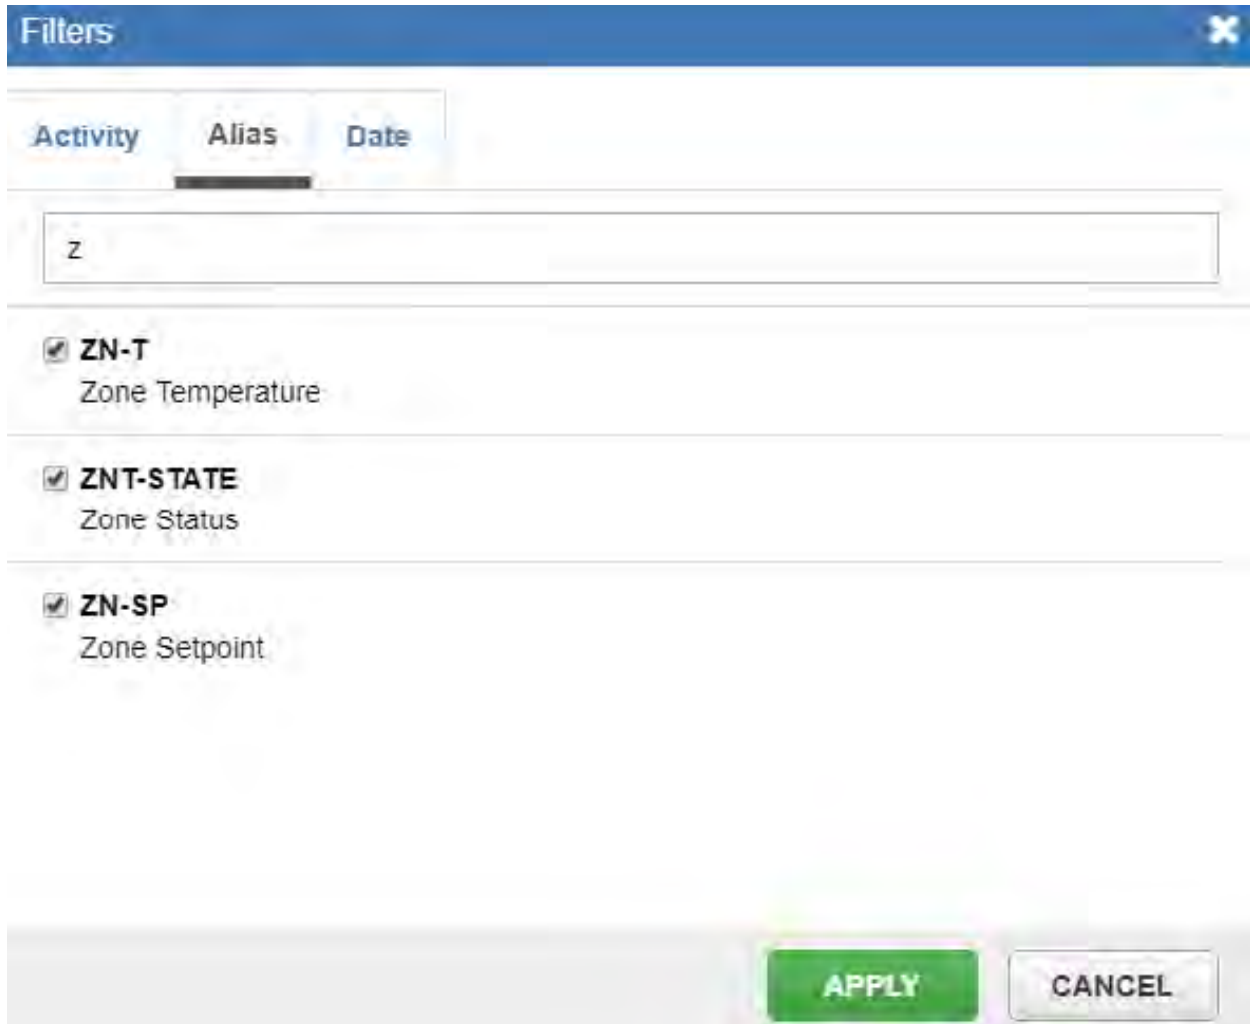 Filters
Activity Alias Date
z
ZN-T
Zone Temperature
ZNT-STATE
Zone Status
ZN-SP
Zone Setpoint
APPLY CANCEL